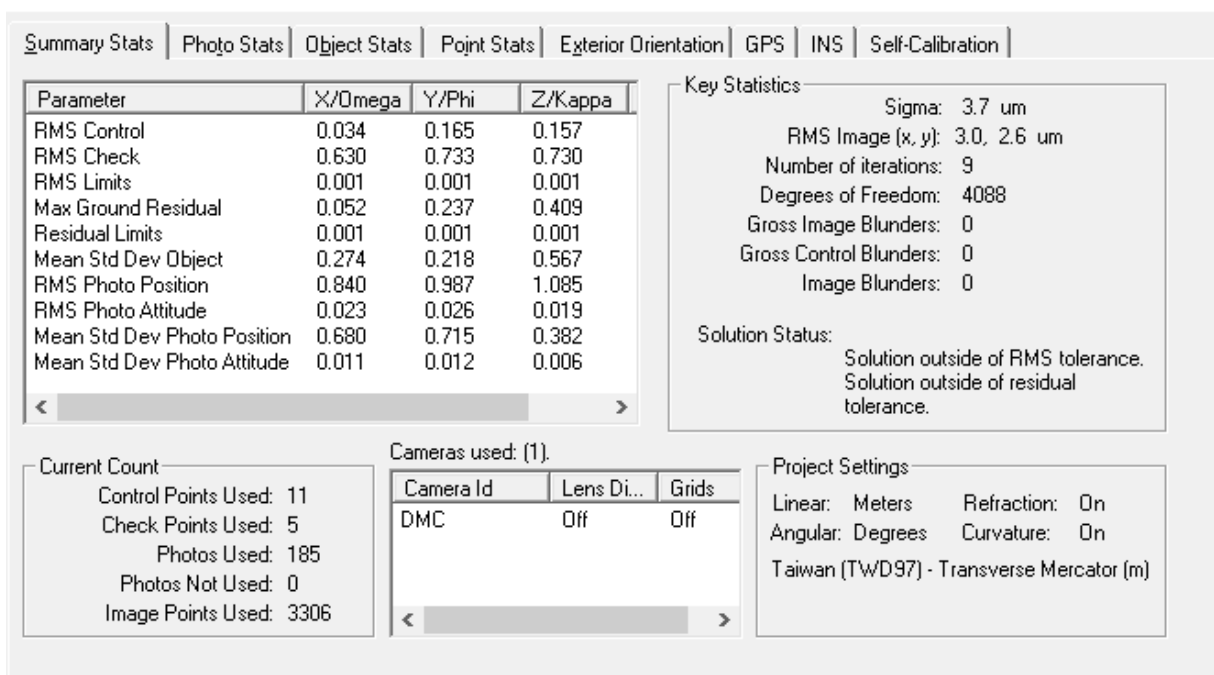 Summary Stats Photo Stats Object Stats Point Stats Exterior Orientation GPS INS Self-Calibration
Parameter X/Omega Y/Phi Z/Kappa
RMS Control 0.034 0.165 0.157
RMS Check 0.630 0.733 0.730
RMS Limits 0.001 0.001 0.001
Max Ground Residual 0.052 0.237 0.409
Residual Limits 0.001 0.001 0.001
Mean Std Dev Object 0.274 0.218 0.567
RMS Photo Position 0.840 0.987 1.085
RMS Photo Attitude 0.023 0.026 0.019
Mean Std Dev Photo Position 0.680 0.715 0.382
Mean Std Dev Photo Attitude 0.011 0.012 0.006
Key Statistics
Sigma: 3.7 um
RMS Image (x, y): 3.0, 2.6 um
Number of iterations: 9
Degrees of Freedom: 4088
Gross Image Blunders: 0
Gross Control Blunders: 0
Image Blunders: 0
Solution Status:
Solution outside of RMS tolerance.
Solution outside of residual
tolerance.
Current Count
Control Points Used: 11
Check Points Used: 5
Photos Used: 185
Photos Not Used: 0
Image Points Used: 3306
Cameras used: (1).
Camera Id Lens Di... Grids
DMC Off Off
Project Settings
Linear: Meters Refraction: On
Angular: Degrees Curvature: On
Taiwan (TWD97) - Transverse Mercator (m)